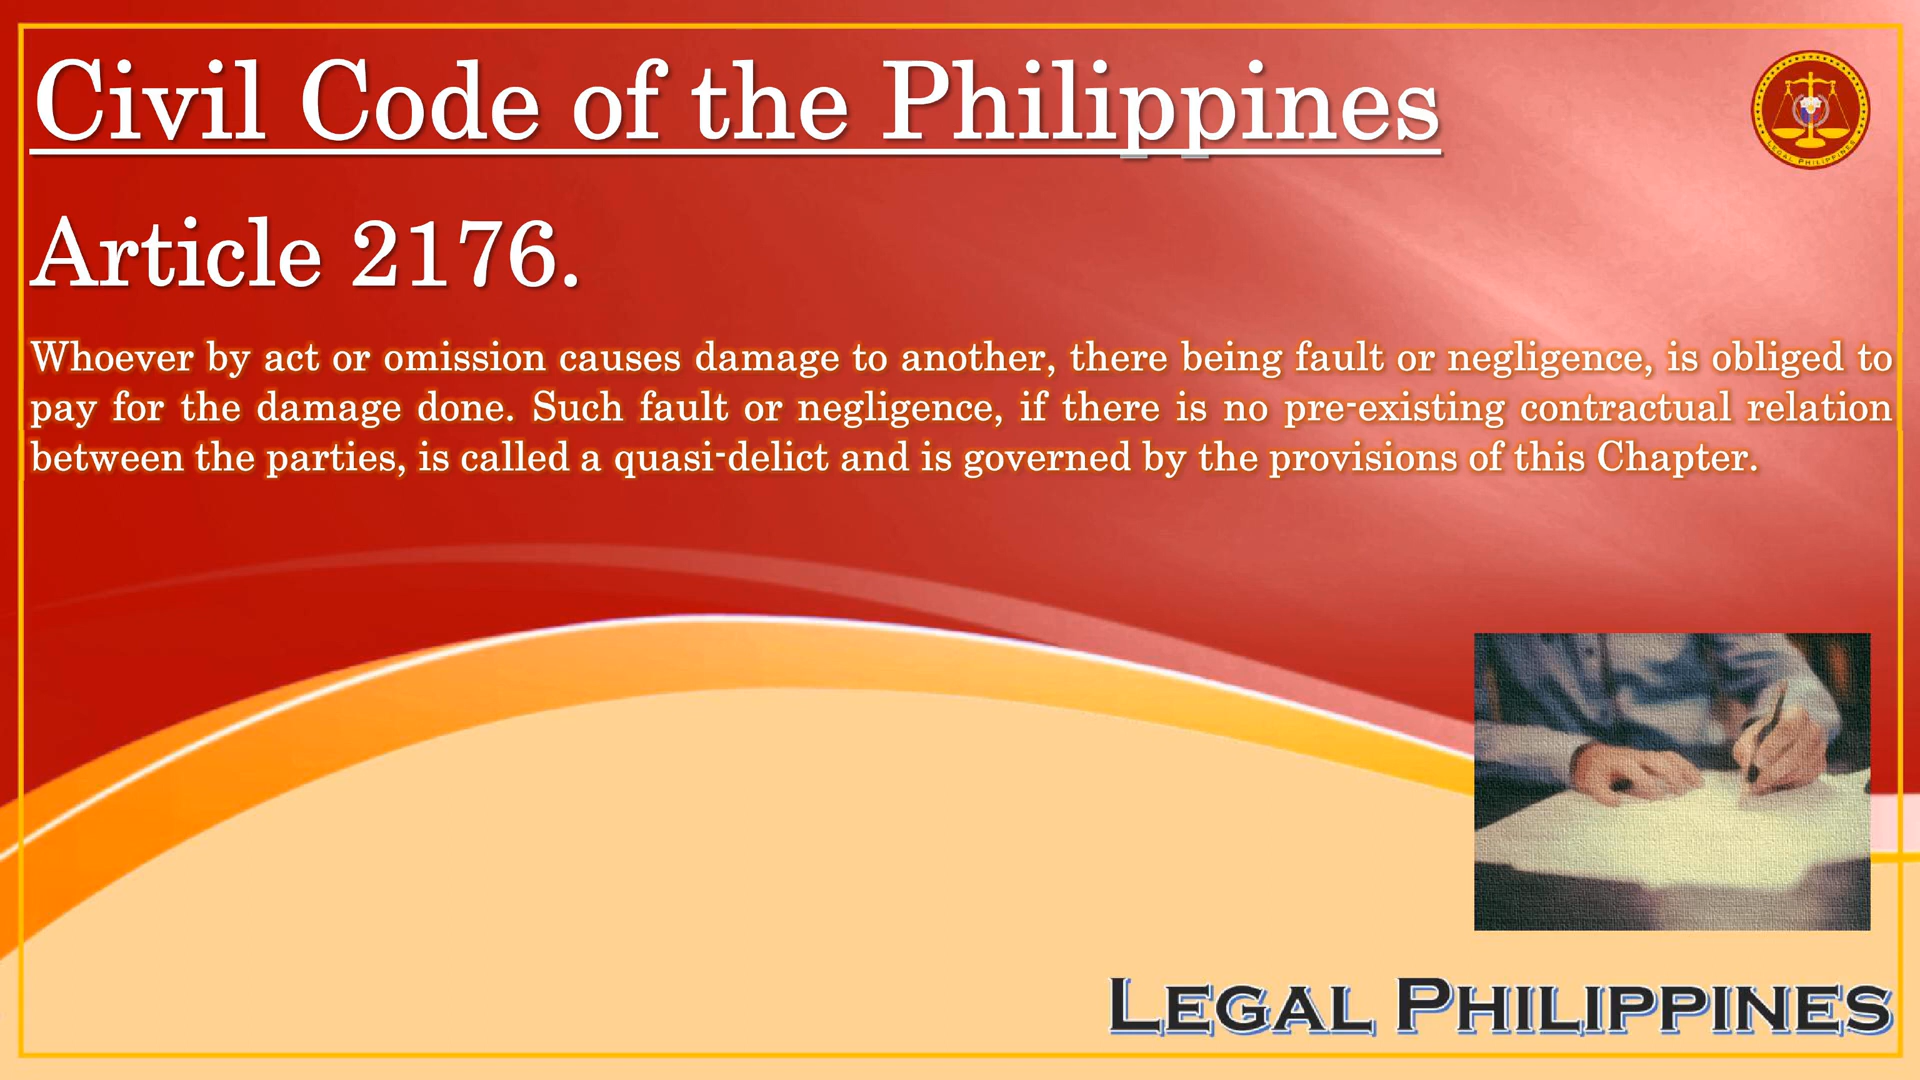 Civil Code of the Philippines
Article 2176.
Whoever by act or omission causes damage to another, there being fault or negligence, is obliged to
pay for the damage done. Such fault or negligence, if there is no pre-existing contractual relation
between the parties, is called a quasi-delict and is governed by the provisions of this Chapter.
LEGAL PHILIPPINES
LEGAL PHILIPPINES